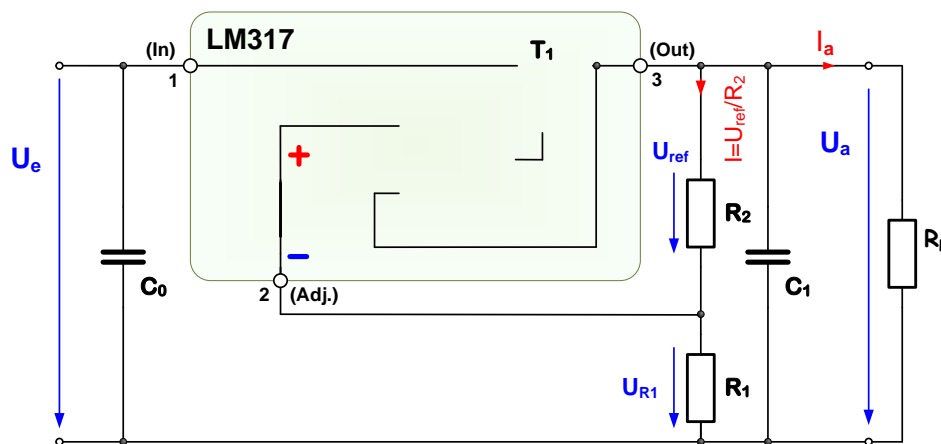 LM317
(In)
1
T1
(Out)
3
Ia
Ue
+
−
C0
2
(Adj.)
Uref
I=Uref/R2
R2
C1
Ua
UR1
R1